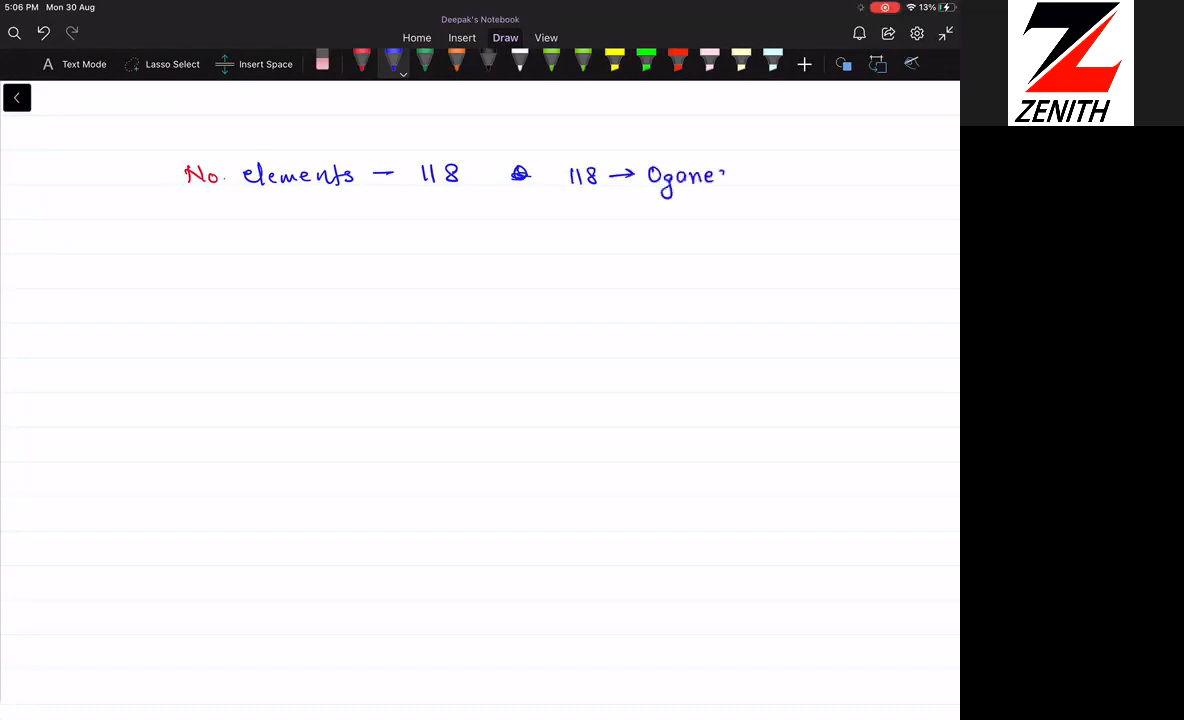 5:06 PM Mon 30 Aug
13%
Deepak's Notebook
Home Insert Draw View
A Text Mode Lasso Select Insert Space
No. elements — 118 118 → Ogane
ZENITH